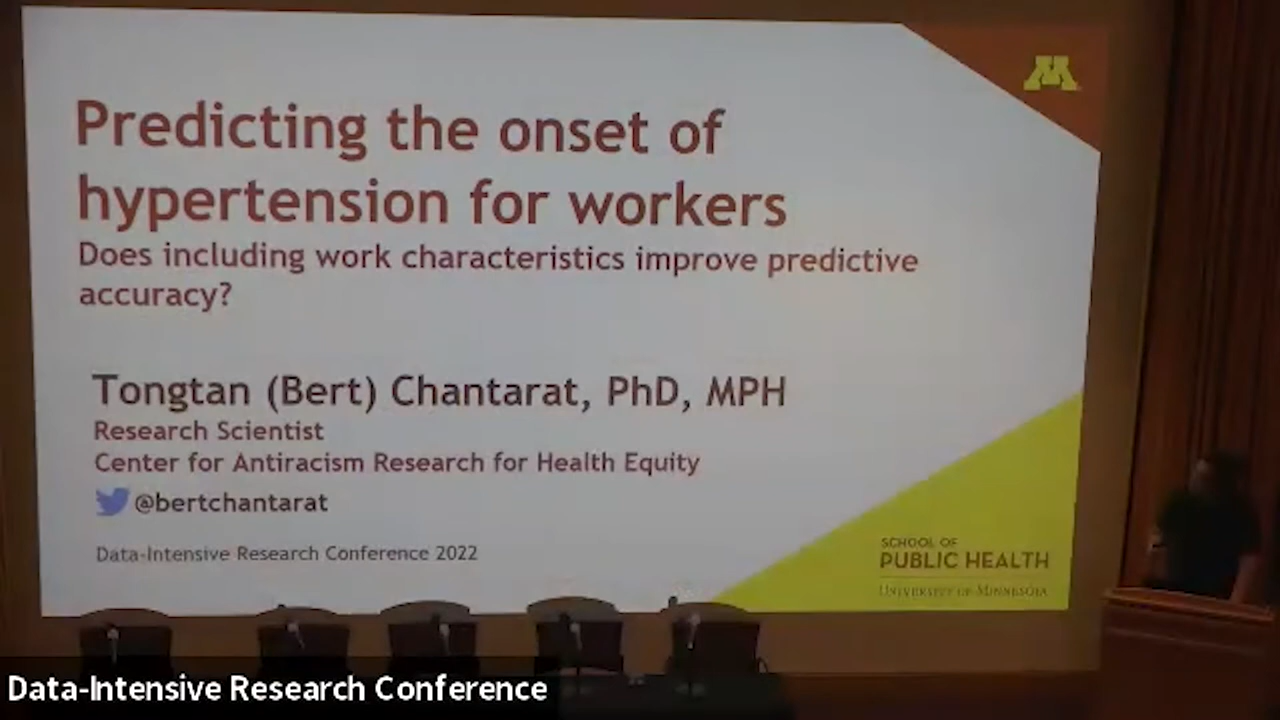 M
Predicting the onset of
hypertension for workers
Does including work characteristics improve predictive
accuracy?
Tongtan (Bert) Chantarat, PhD, MPH
Research Scientist
Center for Antiracism Research for Health Equity
@bertchantarat
Data-Intensive Research Conference 2022
SCHOOL OF
PUBLIC HEALTH
UNIVERSITY OF MINNESOTA
Data-Intensive Research Conference